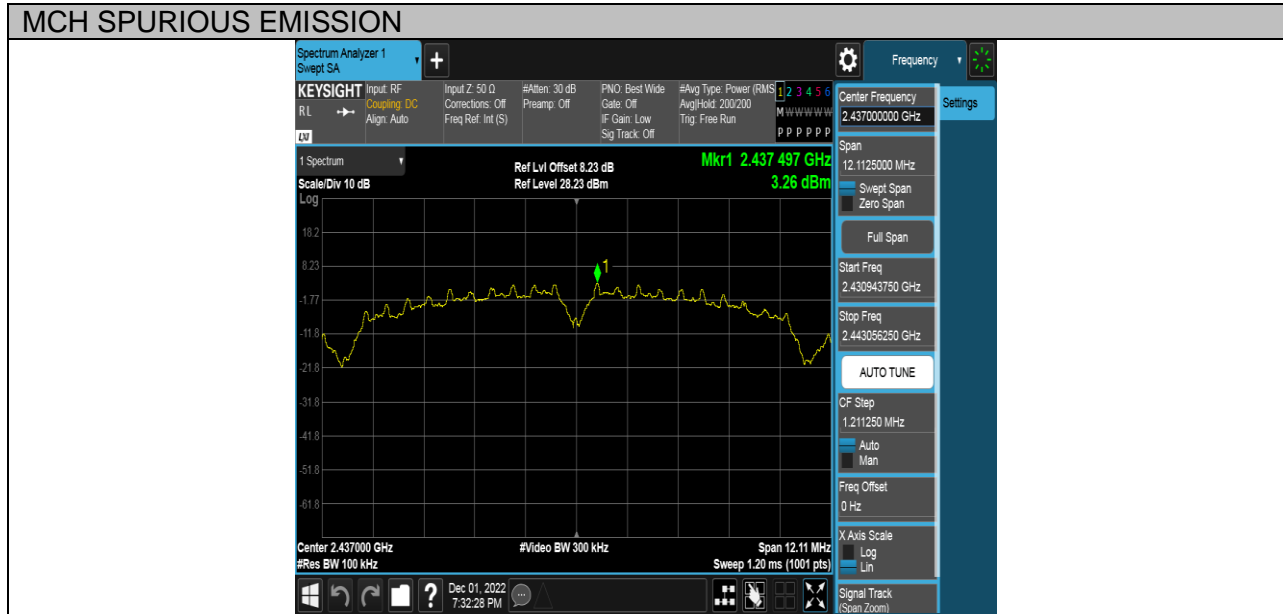 MCH SPURIOUS EMISSION
Spectrum Analyzer 1
Swept SA
+
Frequency
KEYSIGHT
RL
LXI
Input: RF
Coupling: DC
Align: Auto
Input Z: 50 Ω
Corrections: Off
Freq Ref: Int (S)
#Atten: 30 dB
Preamp: Off
PNO: Best Wide
Gate: Off
IF Gain: Low
Sig Track: Off
#Avg Type: Power (RMS
Avg|Hold: 200/200
Trig: Free Run
1 2 3 4 5 6
M W W W W W
P P P P P P
1 Spectrum
Scale/Div 10 dB
Log
Ref Lvl Offset 8.23 dB
Ref Level 28.23 dBm
Mkr1 2.437 497 GHz
3.26 dBm
18.2
8.23
-1.77
-11.8
-21.8
-31.8
-41.8
-51.8
-61.8
1
Center 2.437000 GHz
#Res BW 100 kHz
#Video BW 300 kHz
Span 12.11 MHz
Sweep 1.20 ms (1001 pts)
?
Dec 01, 2022
7:32:28 PM
Center Frequency
2.437000000 GHz
Span
12.1125000 MHz
Swept Span
Zero Span
Full Span
Start Freq
2.430943750 GHz
Stop Freq
2.443056250 GHz
AUTO TUNE
CF Step
1.211250 MHz
Auto
Man
Freq Offset
0 Hz
X Axis Scale
Log
Lin
Signal Track
(Span Zoom)
Settings